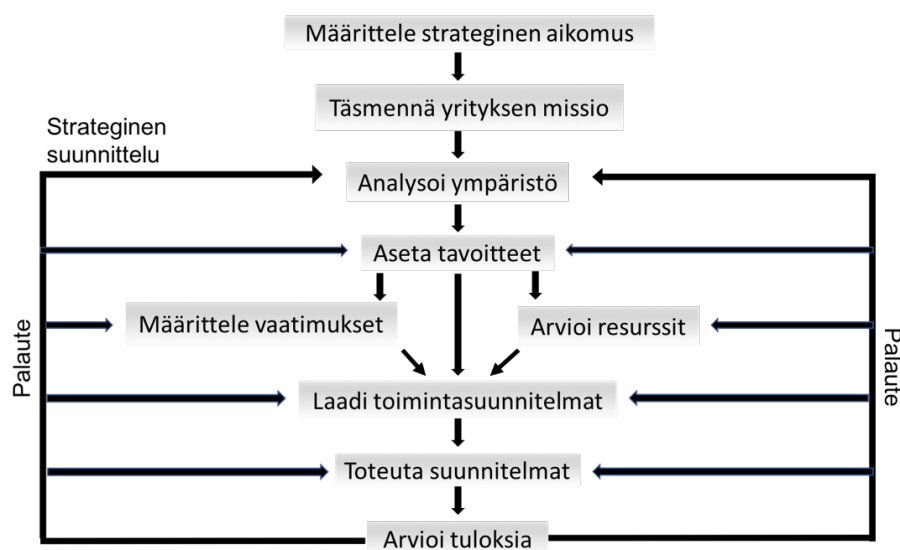 Määrittele strateginen aikomus
Täsmennä yrityksen missio
Strateginen
suunnittelu
Analysoi ympäristö
Aseta tavoitteet
Määrittele vaatimukset
Arvioi resurssit
Palaute
Palaute
Laadi toimintasuunnitelmat
Toteuta suunnitelmat
Arvioi tuloksia